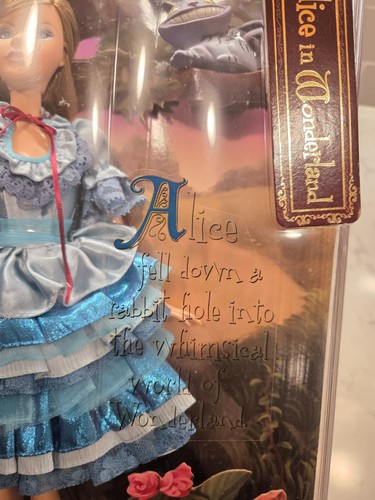 Alice in Wonderland
Alice
fell down a
rabbit hole into
the whimsical
world of
Wonderland.